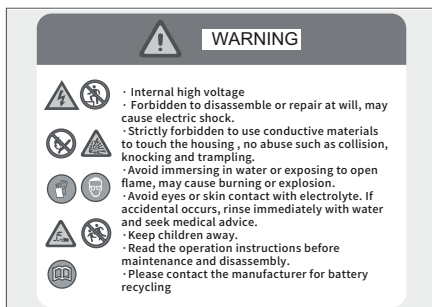 WARNING
· Internal high voltage
· Forbidden to disassemble or repair at will, may
cause electric shock.
·Strictly forbidden to use conductive materials
to touch the housing , no abuse such as collision,
knocking and trampling.
·Avoid immersing in water or exposing to open
flame, may cause burning or explosion.
·Avoid eyes or skin contact with electrolyte. If
accidental occurs, rinse immediately with water
and seek medical advice.
·Keep children away.
·Read the operation instructions before
maintenance and disassembly.
·Please contact the manufacturer for battery
recycling